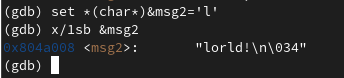 (gdb) set *(char*)&msg2='l'
(gdb) x/1sb &msg2
0x804a008 <msg2>: "lorld!\n\034"
(gdb)